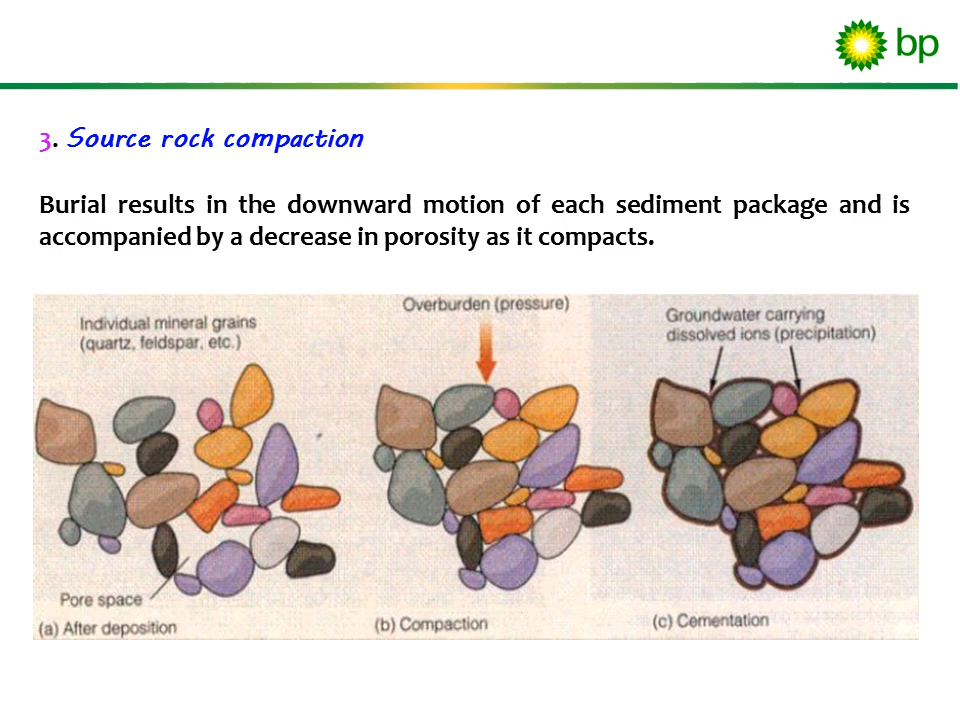 bp
3. Source rock compaction
Burial results in the downward motion of each sediment package and is
accompanied by a decrease in porosity as it compacts.
Individual mineral grains
(quartz, feldspar, etc.)
Overburden (pressure)
Groundwater carrying
dissolved ions (precipitation)
Pore space
(a) After deposition
(b) Compaction
(c) Cementation